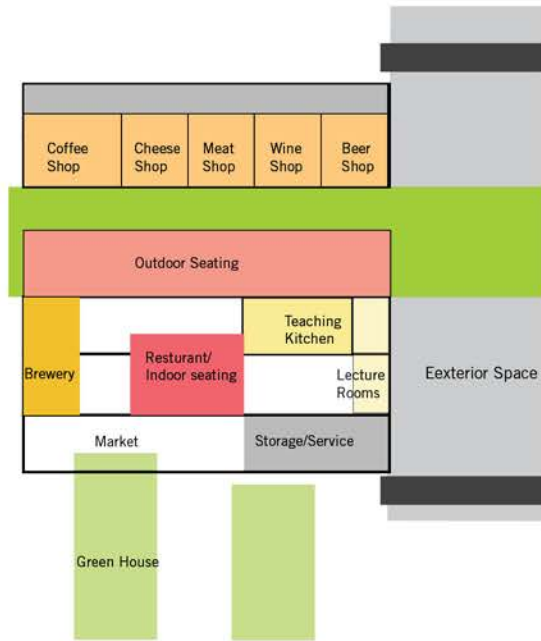 Coffee
Shop
Cheese
Shop
Meat
Shop
Wine
Shop
Beer
Shop
Outdoor Seating
Teaching
Kitchen
Resturant/
Indoor seating
Brewery
Lecture
Rooms
Eexterior Space
Market
Storage/Service
Green House